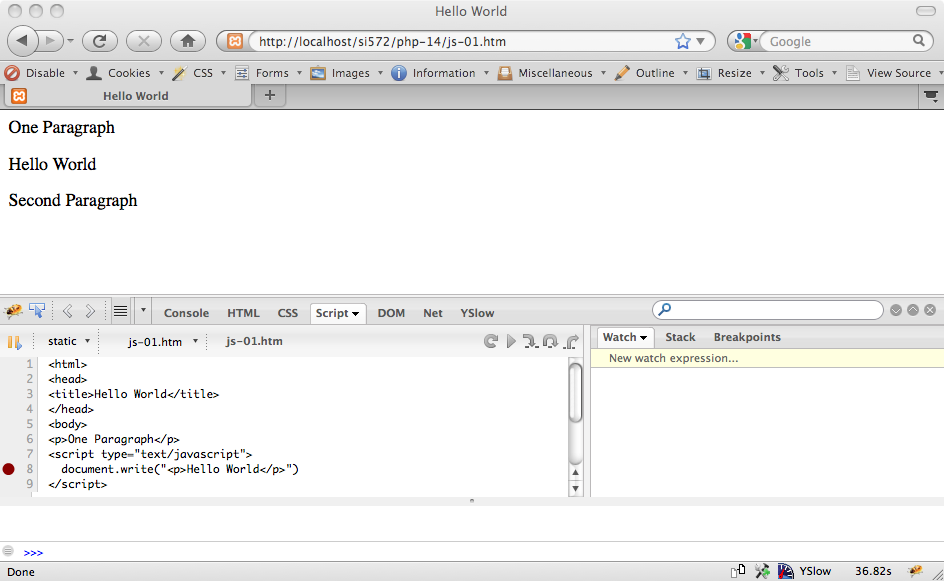 Hello World
http://localhost/si572/php-14/js-01.htm
Google
Disable Cookies CSS Forms Images Information Miscellaneous Outline Resize Tools View Source
Hello World +
One Paragraph
Hello World
Second Paragraph
Console HTML CSS Script DOM Net YSlow
static js-01.htm js-01.htm
Watch Stack Breakpoints
New watch expression...
1 <html>
2 <head>
3 <title>Hello World</title>
4 </head>
5 <body>
6 <p>One Paragraph</p>
7 <script type="text/javascript">
8 document.write("<p>Hello World</p>")
9 </script>
>>>
Done YSlow 36.82s